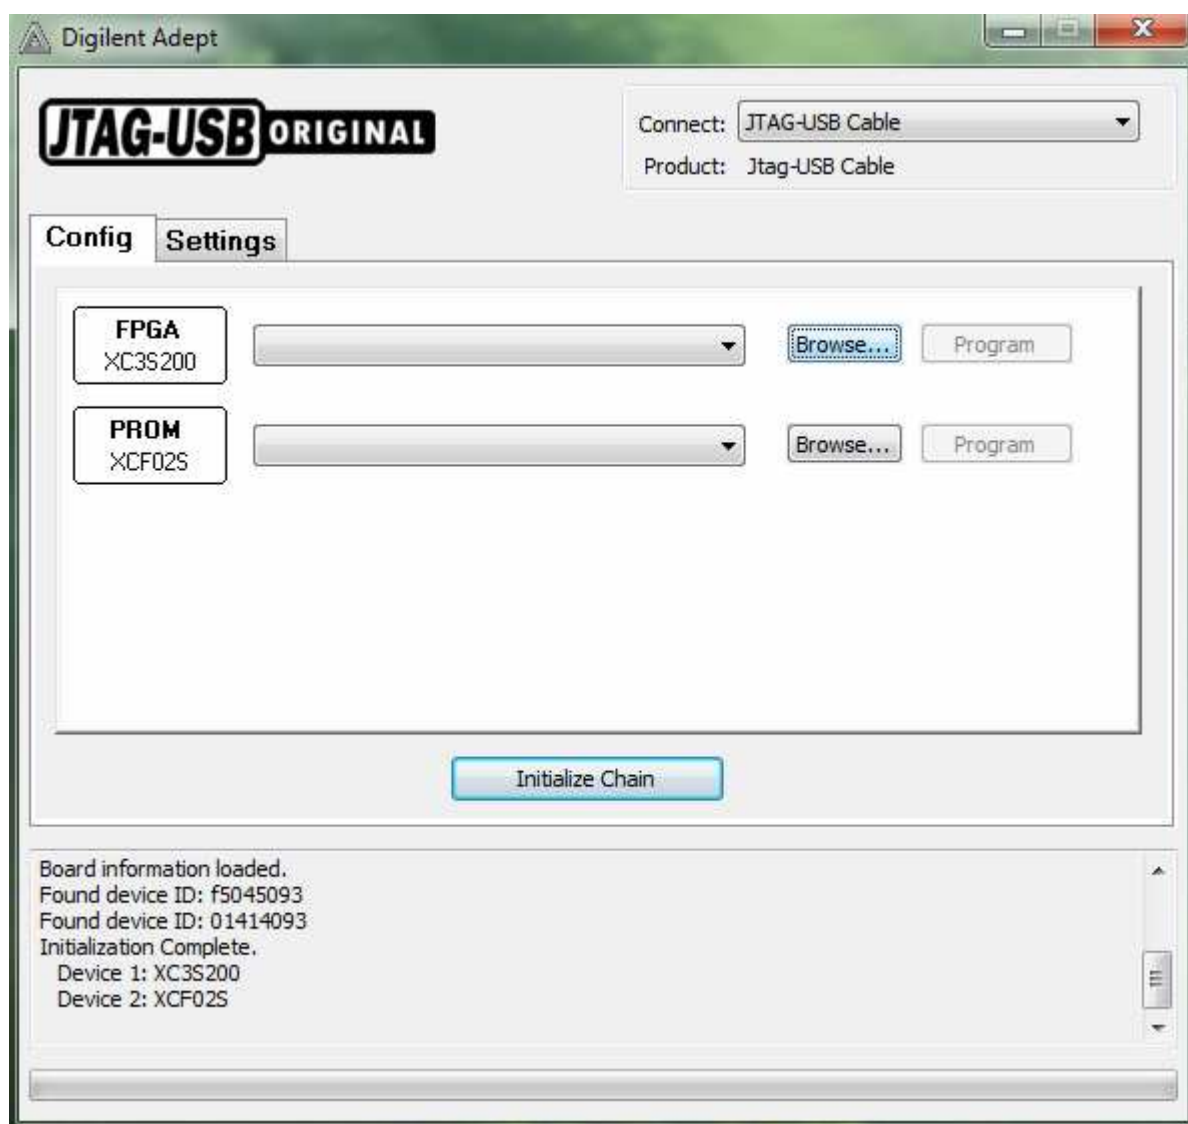 Digilent Adept
JTAG-USB ORIGINAL
Connect: JTAG-USB Cable
Product: Jtag-USB Cable
Config Settings
FPGA
XC3S200
Browse... Program
PROM
XCF02S
Browse... Program
Initialize Chain
Board information loaded.
Found device ID: f5045093
Found device ID: 01414093
Initialization Complete.
Device 1: XC3S200
Device 2: XCF02S